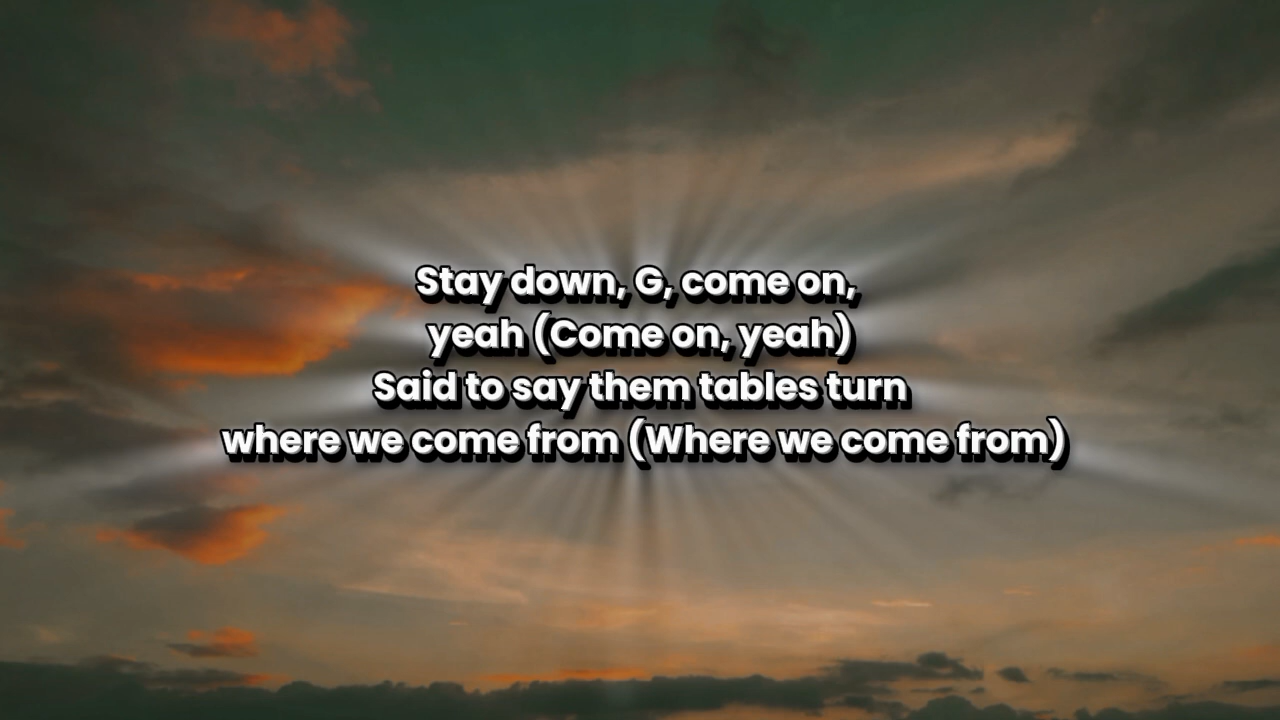 Stay down, G, come on,
yeah (Come on, yeah)
Said to say them tables turn
where we come from (Where we come from)